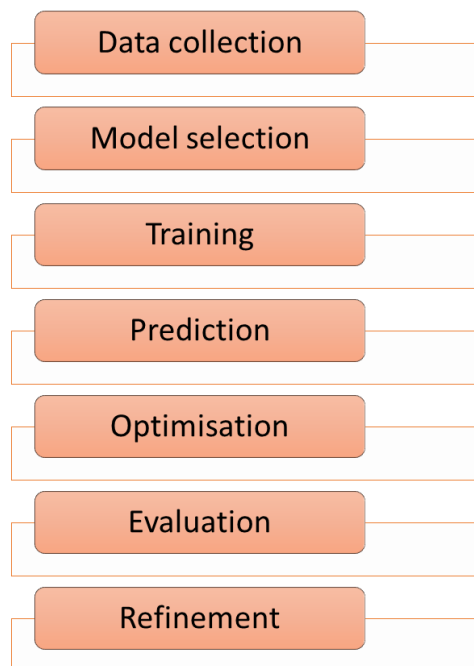 Data collection
Model selection
Training
Prediction
Optimisation
Evaluation
Refinement